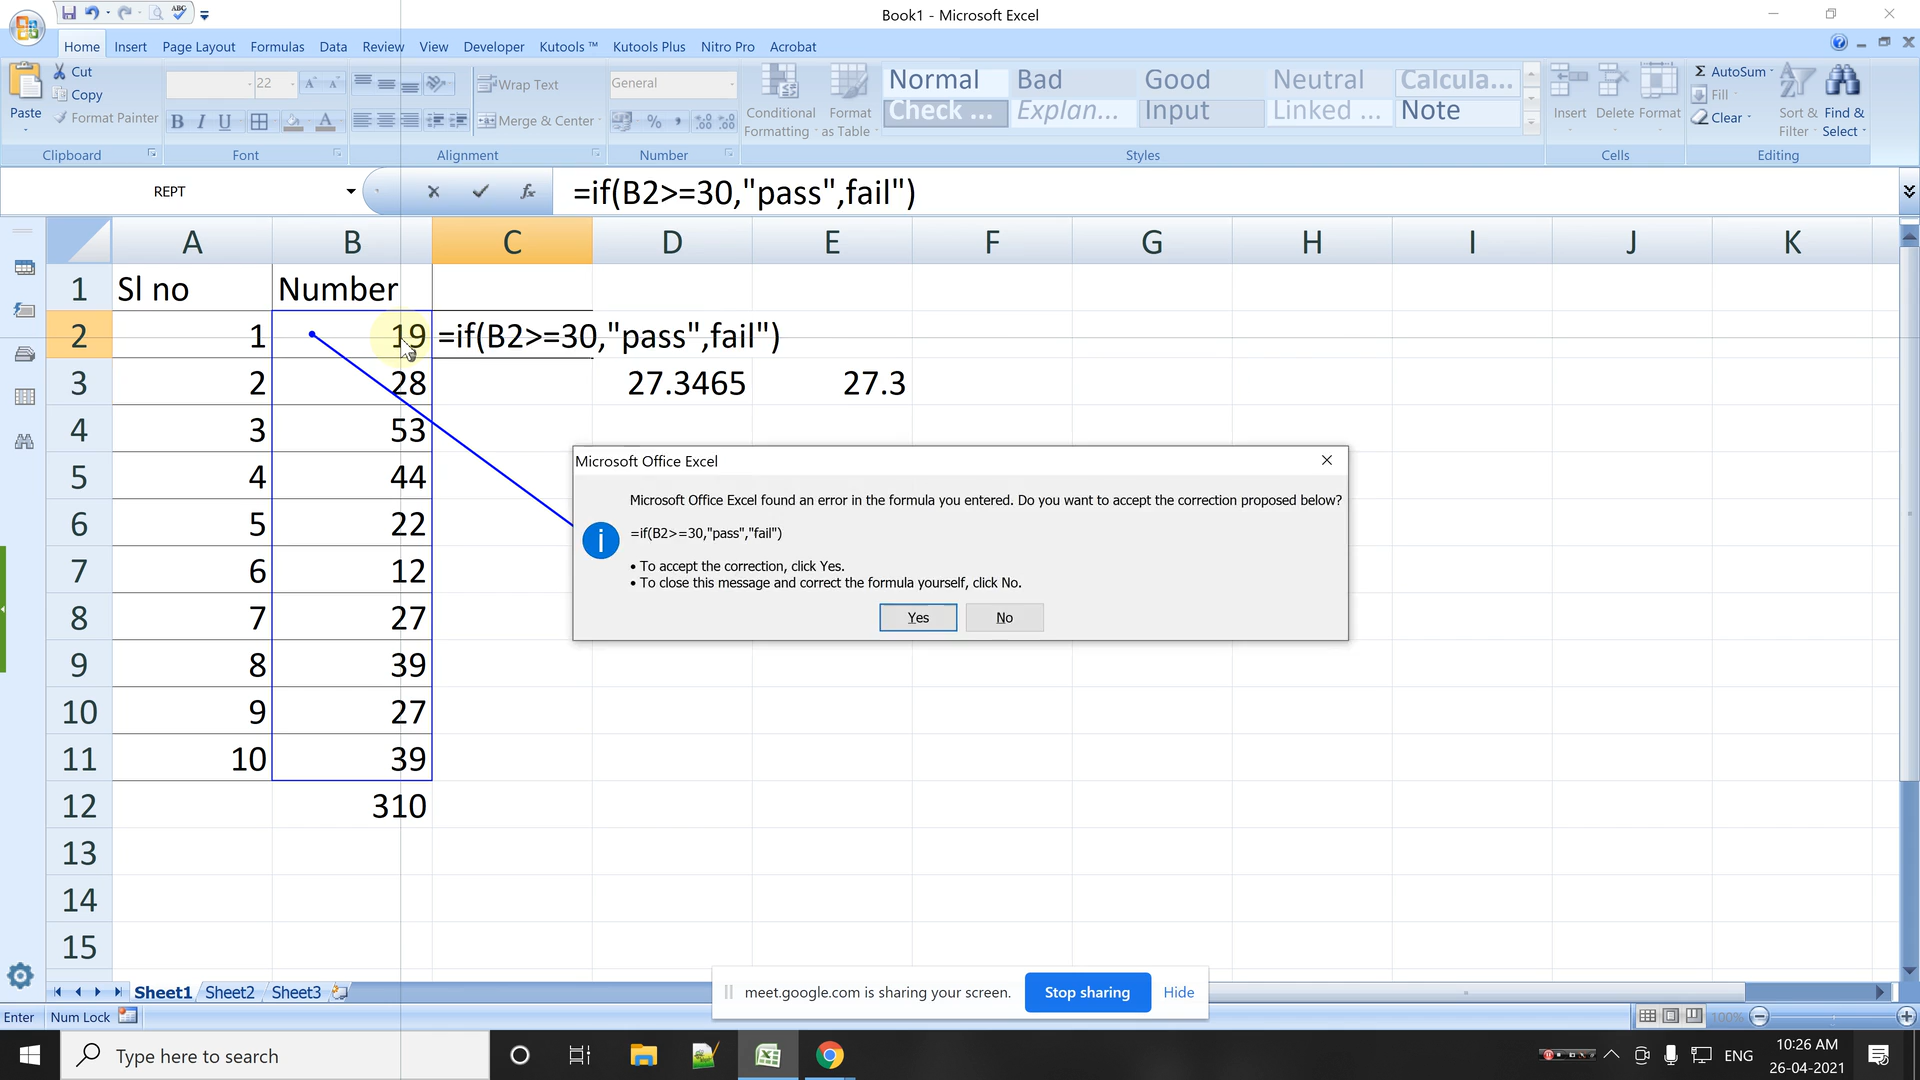 Book1 - Microsoft Excel
Home Insert Page Layout Formulas Data Review View Developer Kutools ™ Kutools Plus Nitro Pro Acrobat
Paste
Cut
Copy
Format Painter
Clipboard
22
B I U
Font
Wrap Text
Merge & Center
Alignment
General
Number
Conditional Formatting
Format as Table
Normal Bad Good Neutral Calcula...
Check ... Explan... Input Linked ... Note
Styles
Insert Delete Format
Cells
Σ AutoSum
Fill
Clear
Sort & Filter
Find & Select
Editing
REPT
fx
=if(B2>=30,"pass",fail")
A B C D E F G H I J K
1 Sl no Number
2 1 19 =if(B2>=30,"pass",fail")
3 2 28 27.3465 27.3
4 3 53
5 4 44
6 5 22
7 6 12
8 7 27
9 8 39
10 9 27
11 10 39
12 310
13
14
15
Microsoft Office Excel
Microsoft Office Excel found an error in the formula you entered. Do you want to accept the correction proposed below?
=if(B2>=30,"pass","fail")
• To accept the correction, click Yes.
• To close this message and correct the formula yourself, click No.
Yes No
Sheet1 Sheet2 Sheet3
meet.google.com is sharing your screen. Stop sharing Hide
Enter Num Lock
100%
Type here to search
ENG
10:26 AM
26-04-2021